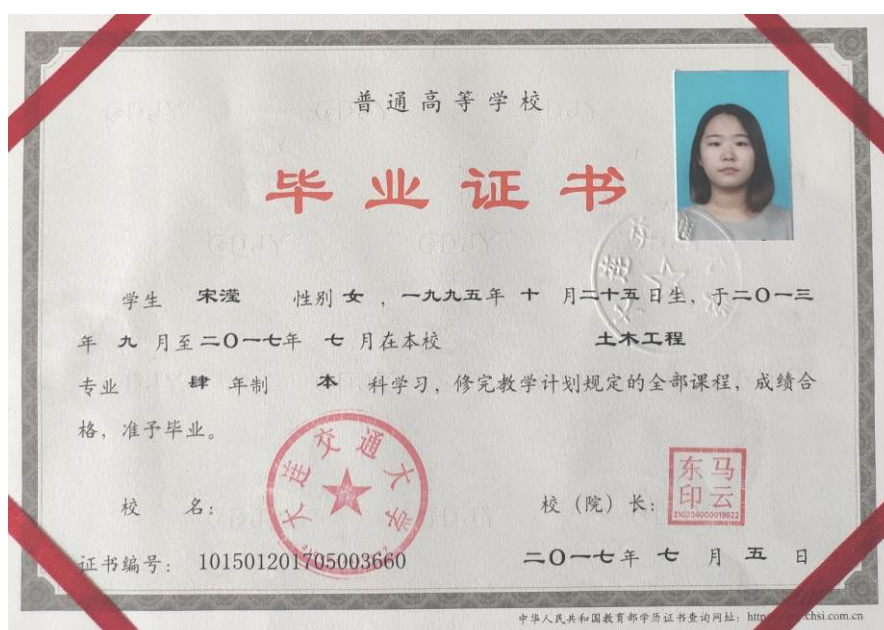 普通高等学校
毕业证书
学生 宋滢 性别 女 ，一九九五年 十 月二十五日生，于二〇一三
年 九 月至二〇一七年 七 月在本校 土木工程
专业 肆 年制 本 科学习，修完教学计划规定的全部课程，成绩合
格，准予毕业。
大连交通大学
校 名：
校（院）长：
东马
印云
210204000019622
证书编号： 101501201705003660
二〇一七年 七 月 五 日
中华人民共和国教育部学历证书查询网址：http chsi.com.cn